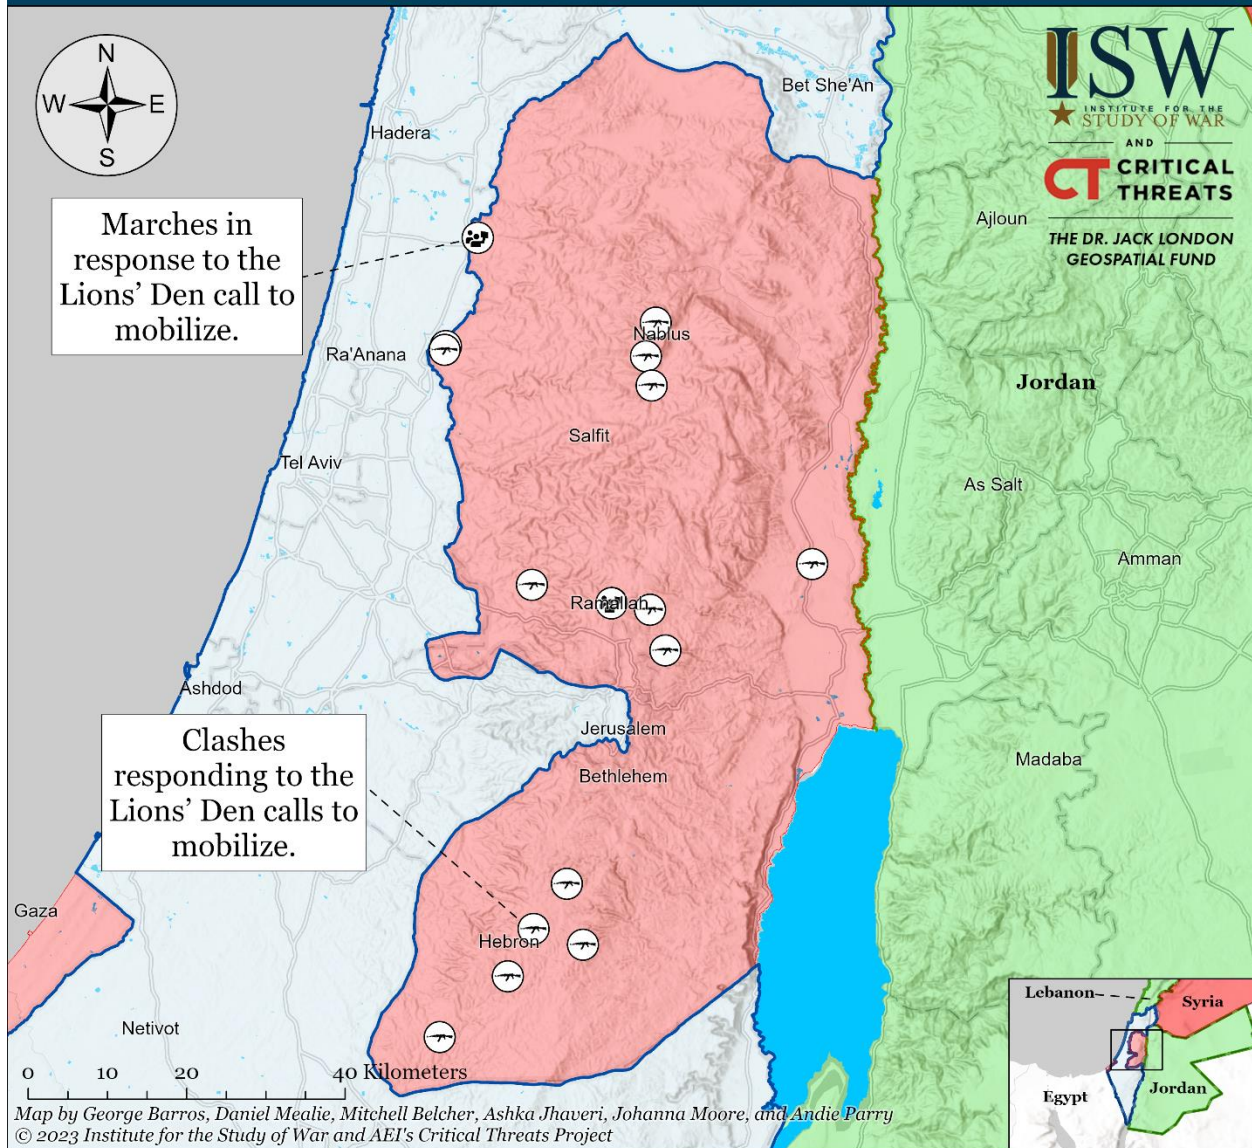 N
W
E
S
ISW
INSTITUTE FOR THE
STUDY OF WAR
AND
CT CRITICAL
THREATS
THE DR. JACK LONDON
GEOSPATIAL FUND
Bet She'An
Hadera
Ajloun
Marches in
response to the
Lions' Den call to
mobilize.
Nablus
Ra'Anana
Jordan
Salfit
Tel Aviv
As Salt
Amman
Ramallah
Ashdod
Jerusalem
Clashes
responding to the
Lions' Den calls to
mobilize.
Bethlehem
Madaba
Gaza
Hebron
Netivot
Lebanon
Syria
Egypt
Jordan
0 10 20 40 Kilometers
Map by George Barros, Daniel Mealie, Mitchell Belcher, Ashka Jhaveri, Johanna Moore, and Andie Parry
© 2023 Institute for the Study of War and AEI's Critical Threats Project